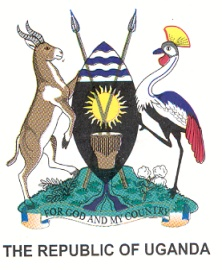 FOR GOD AND MY COUNTRY
THE REPUBLIC OF UGANDA